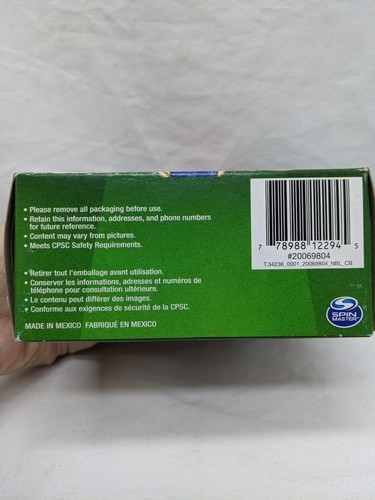 • Please remove all packaging before use.
• Retain this information, addresses, and phone numbers
for future reference.
• Content may vary from pictures.
• Meets CPSC Safety Requirements.
• Retirer tout l'emballage avant utilisation.
• Conserver les informations, adresses et numéros de
téléphone pour consultation ultérieure.
• Le contenu peut différer des images.
• Conforme aux exigences de sécurité de la CPSC.
MADE IN MEXICO FABRIQUÉ EN MEXICO
7 78988 12294 5
#20069804
T.34236_0001_20069804_NBL_CB
SPIN
MASTER